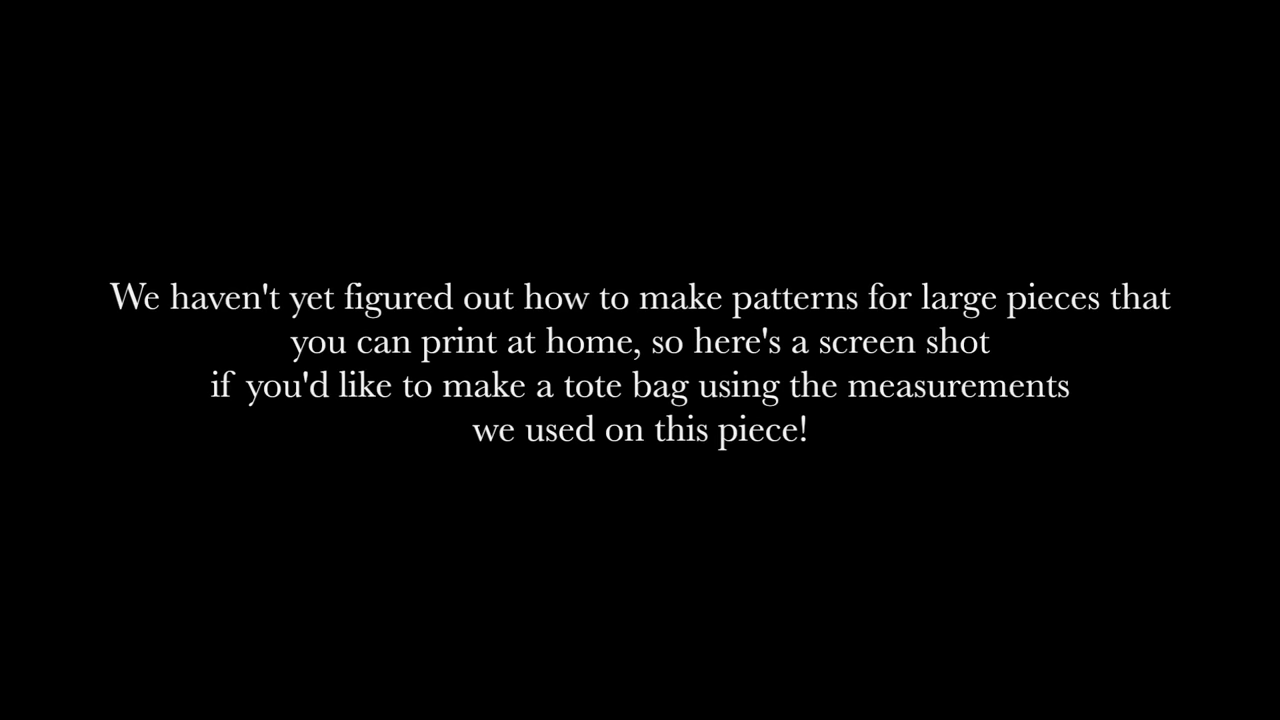 We haven't yet figured out how to make patterns for large pieces that
you can print at home, so here's a screen shot
if you'd like to make a tote bag using the measurements
we used on this piece!